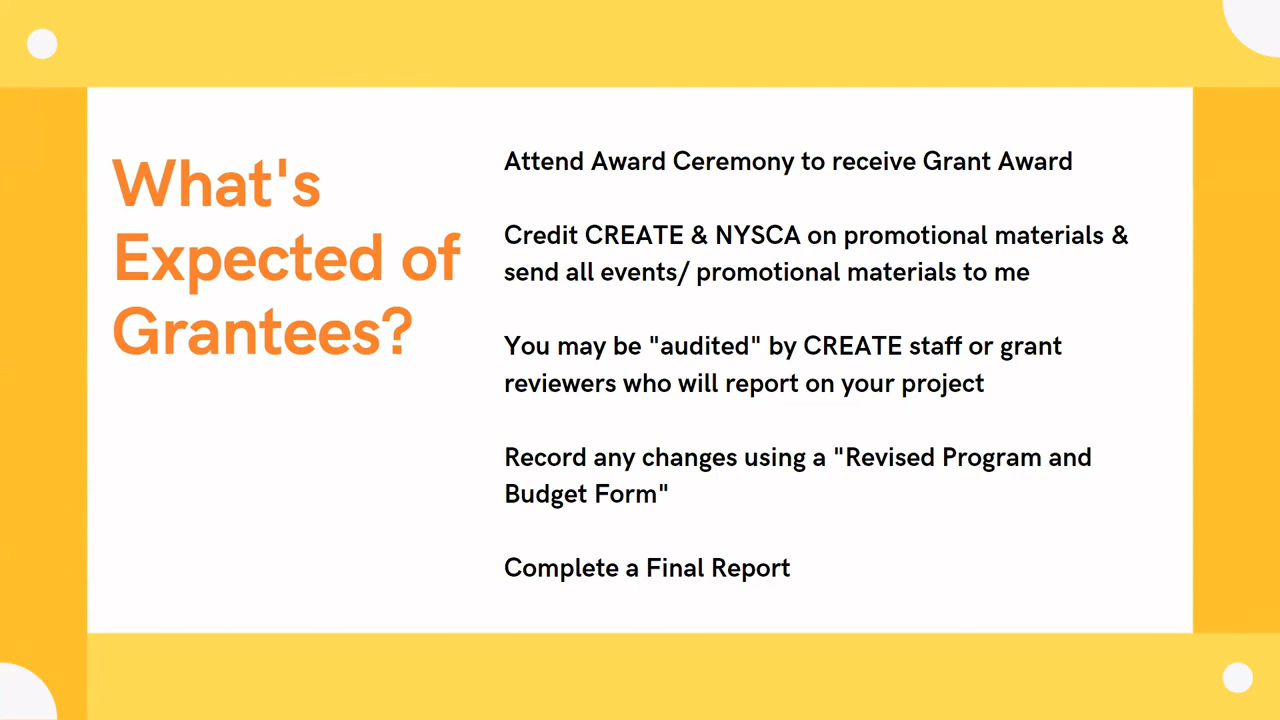 What's
Expected of
Grantees?
Attend Award Ceremony to receive Grant Award
Credit CREATE & NYSCA on promotional materials &
send all events/ promotional materials to me
You may be "audited" by CREATE staff or grant
reviewers who will report on your project
Record any changes using a "Revised Program and
Budget Form"
Complete a Final Report